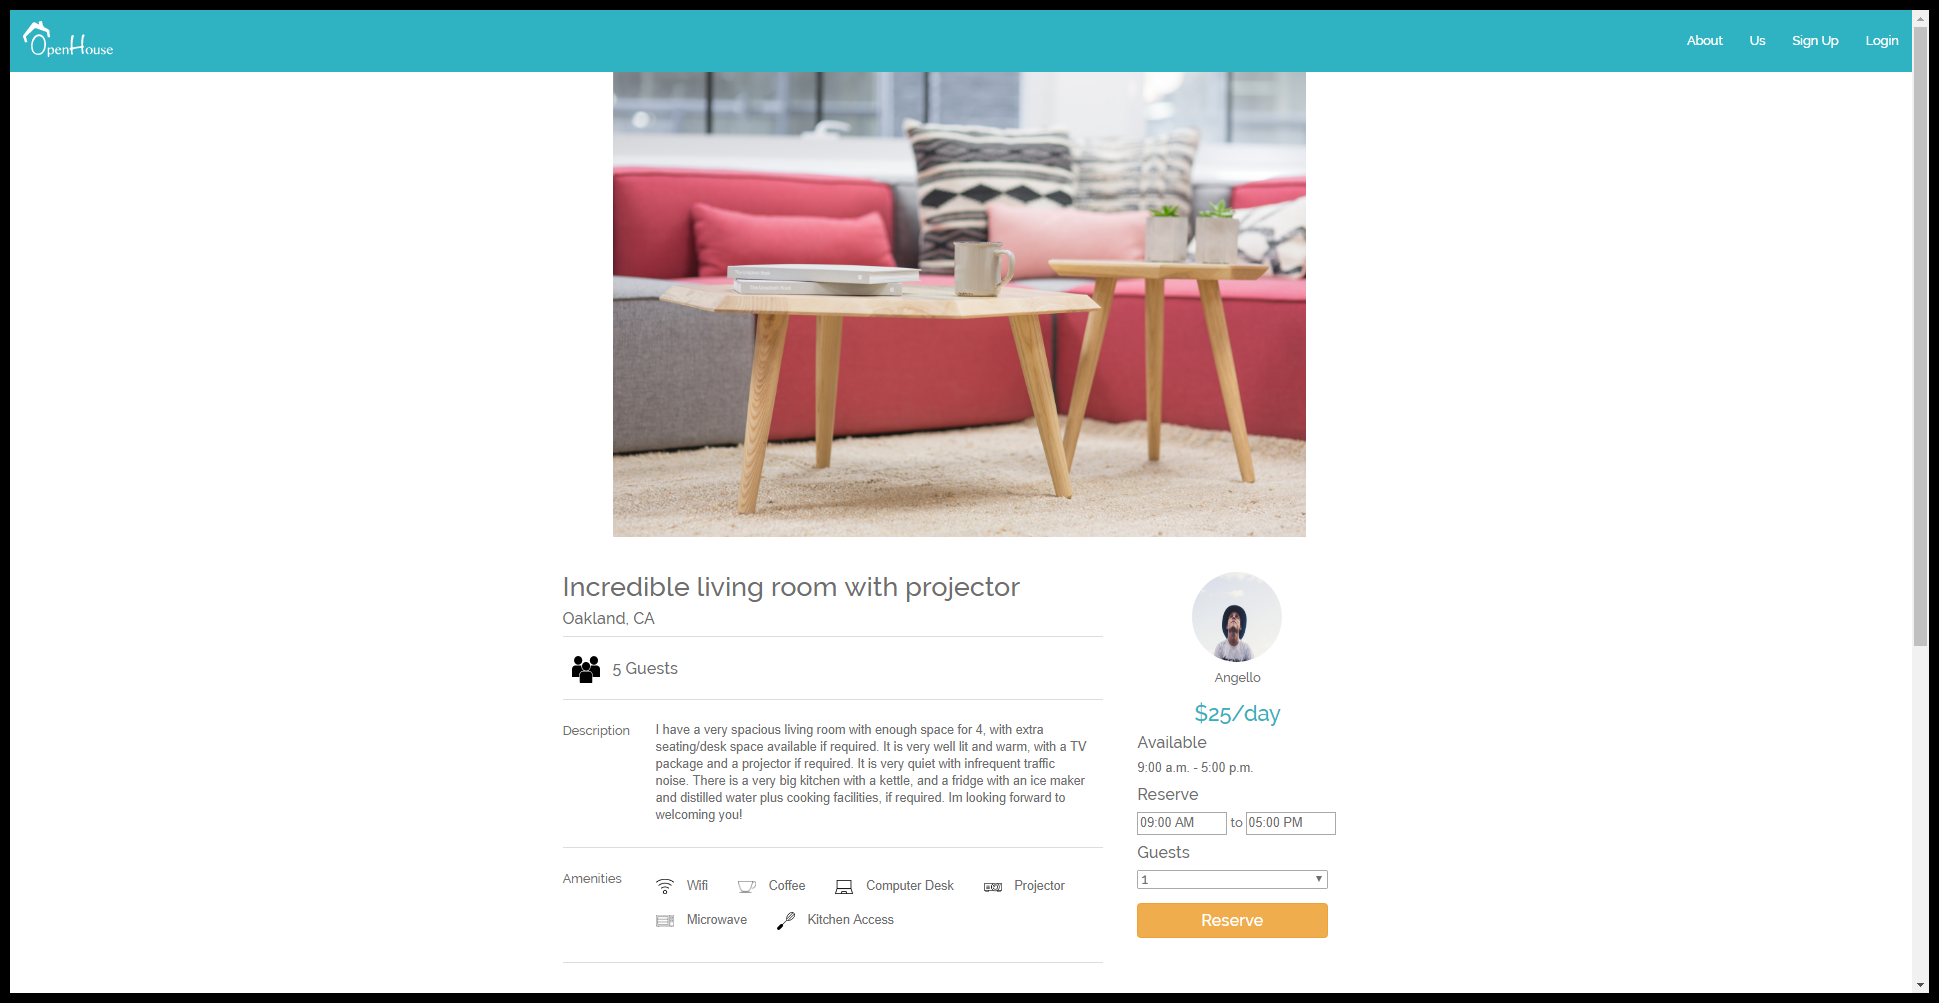 OpenHouse
About Us Sign Up Login
Incredible living room with projector
Oakland, CA
5 Guests
Description
I have a very spacious living room with enough space for 4, with extra
seating/desk space available if required. It is very well lit and warm, with a TV
package and a projector if required. It is very quiet with infrequent traffic
noise. There is a very big kitchen with a kettle, and a fridge with an ice maker
and distilled water plus cooking facilities, if required. Im looking forward to
welcoming you!
Amenities
Wifi Coffee Computer Desk Projector
Microwave Kitchen Access
Angello
$25/day
Available
9:00 a.m. - 5:00 p.m.
Reserve
09:00 AM to 05:00 PM
Guests
1
Reserve